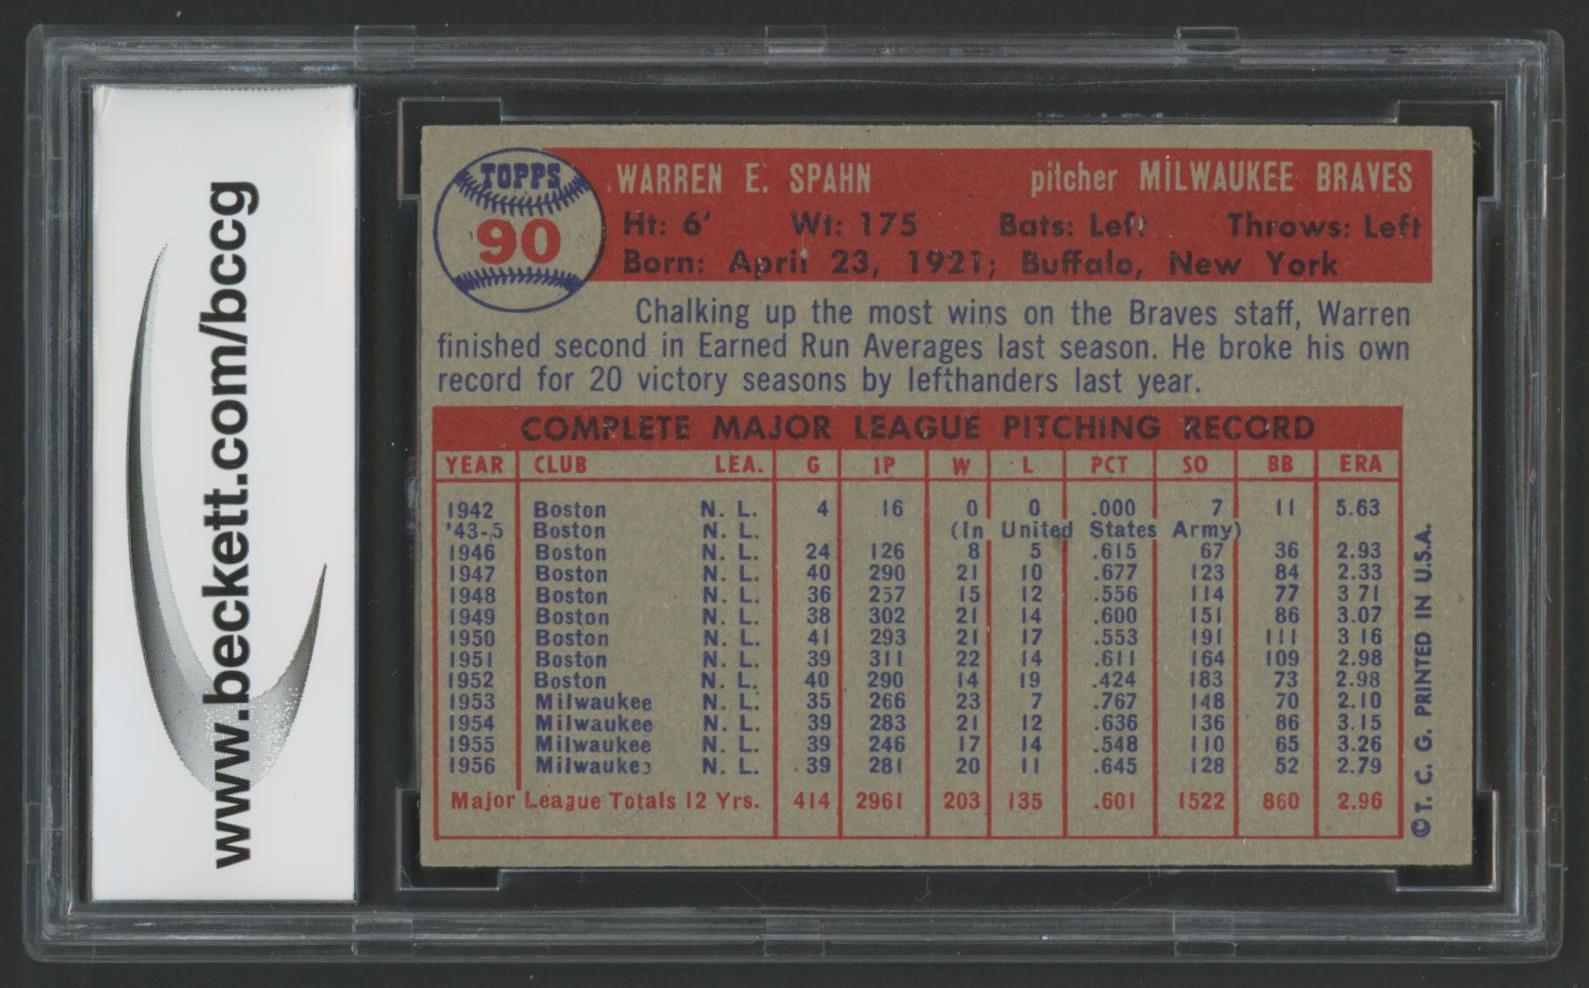 www.beckett.com/bccg
TOPPS
90
WARREN E. SPAHN pitcher MILWAUKEE BRAVES
Ht: 6' Wt: 175 Bats: Left Throws: Left
Born: April 23, 1921; Buffalo, New York
Chalking up the most wins on the Braves staff, Warren
finished second in Earned Run Averages last season. He broke his own
record for 20 victory seasons by lefthanders last year.
COMPLETE MAJOR LEAGUE PITCHING RECORD
YEAR CLUB LEA. G IP W L PCT SO BB ERA
1942 Boston N. L. 4 16 0 0 .000 7 11 5.63
'43-5 Boston N. L. (In United States Army)
1946 Boston N. L. 24 126 8 5 .615 67 36 2.93
1947 Boston N. L. 40 290 21 10 .677 123 84 2.33
1948 Boston N. L. 36 257 15 12 .556 114 77 3.71
1949 Boston N. L. 38 302 21 14 .600 151 86 3.07
1950 Boston N. L. 41 293 21 17 .553 191 111 3.16
1951 Boston N. L. 39 311 22 14 .611 164 109 2.98
1952 Boston N. L. 40 290 14 19 .424 183 73 2.98
1953 Milwaukee N. L. 35 266 23 7 .767 148 70 2.10
1954 Milwaukee N. L. 39 283 21 12 .636 136 86 3.15
1955 Milwaukee N. L. 39 246 17 14 .548 110 65 3.26
1956 Milwaukee N. L. 39 281 20 11 .645 128 52 2.79
Major League Totals 12 Yrs. 414 2961 203 135 .601 1522 860 2.96
© T. C. G. PRINTED IN U.S.A.